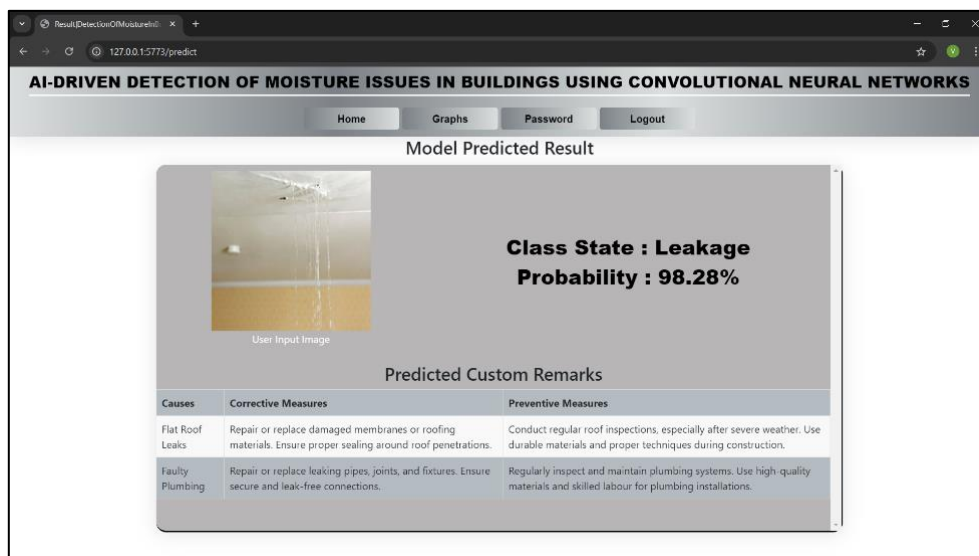 Result|DetectionOfMoistureInB
127.0.0.1:5773/predict
V
AI-DRIVEN DETECTION OF MOISTURE ISSUES IN BUILDINGS USING CONVOLUTIONAL NEURAL NETWORKS
Home Graphs Password Logout
Model Predicted Result
Class State : Leakage
Probability : 98.28%
User Input Image
Predicted Custom Remarks
Causes Corrective Measures Preventive Measures
Flat Roof Repair or replace damaged membranes or roofing Conduct regular roof inspections, especially after severe weather. Use
Leaks materials. Ensure proper sealing around roof penetrations. durable materials and proper techniques during construction.
Faulty Repair or replace leaking pipes, joints, and fixtures. Ensure Regularly inspect and maintain plumbing systems. Use high-quality
Plumbing secure and leak-free connections. materials and skilled labour for plumbing installations.